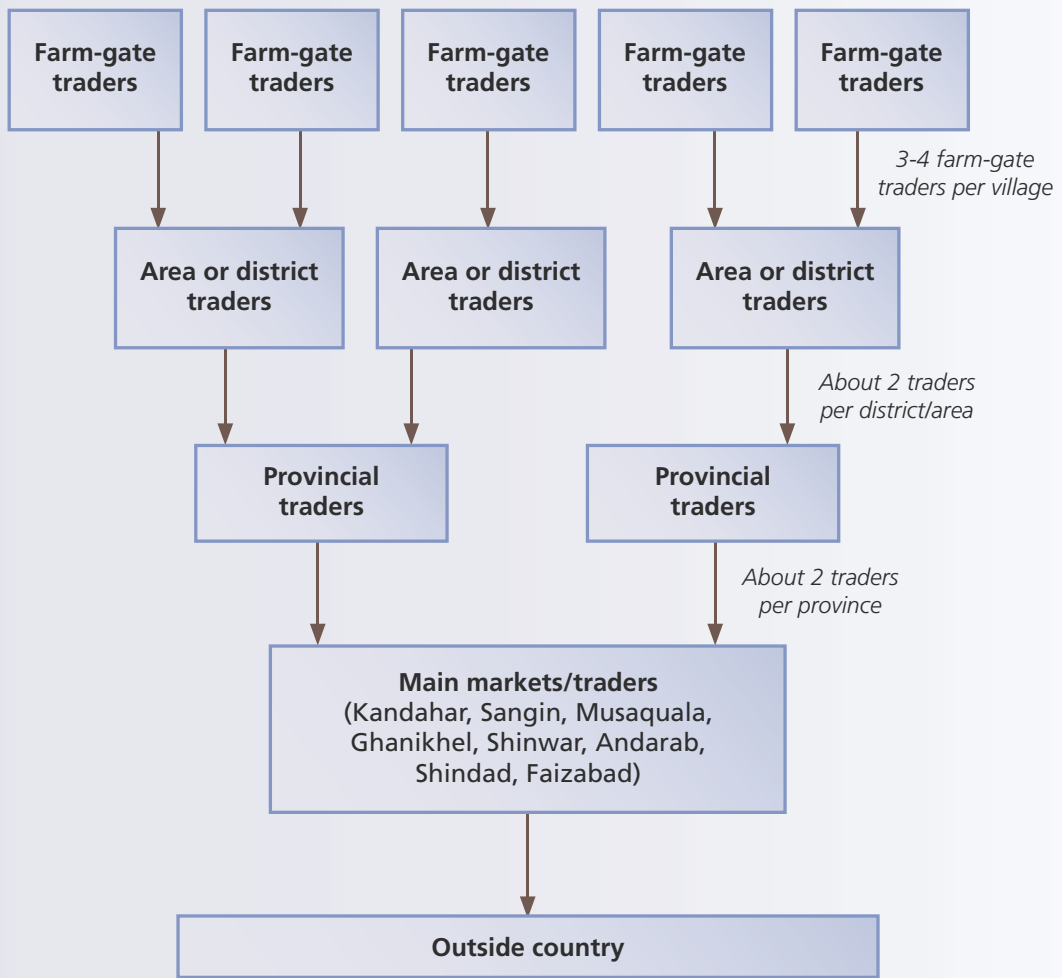 Farm-gate
traders
Farm-gate
traders
Farm-gate
traders
Farm-gate
traders
Farm-gate
traders
3-4 farm-gate
traders per village
Area or district
traders
Area or district
traders
Area or district
traders
About 2 traders
per district/area
Provincial
traders
Provincial
traders
About 2 traders
per province
Main markets/traders
(Kandahar, Sangin, Musaquala,
Ghanikhel, Shinwar, Andarab,
Shindad, Faizabad)
Outside country